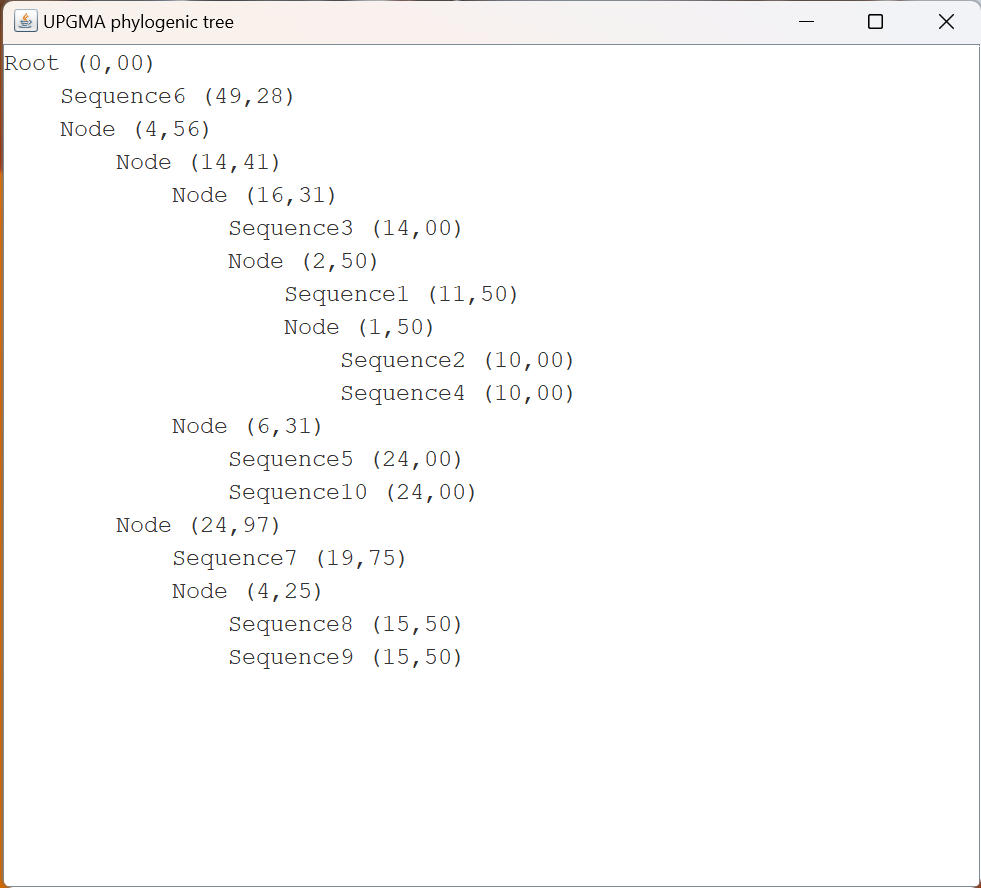 UPGMA phylogenic tree
Root (0,00)
Sequence6 (49,28)
Node (4,56)
Node (14,41)
Node (16,31)
Sequence3 (14,00)
Node (2,50)
Sequence1 (11,50)
Node (1,50)
Sequence2 (10,00)
Sequence4 (10,00)
Node (6,31)
Sequence5 (24,00)
Sequence10 (24,00)
Node (24,97)
Sequence7 (19,75)
Node (4,25)
Sequence8 (15,50)
Sequence9 (15,50)